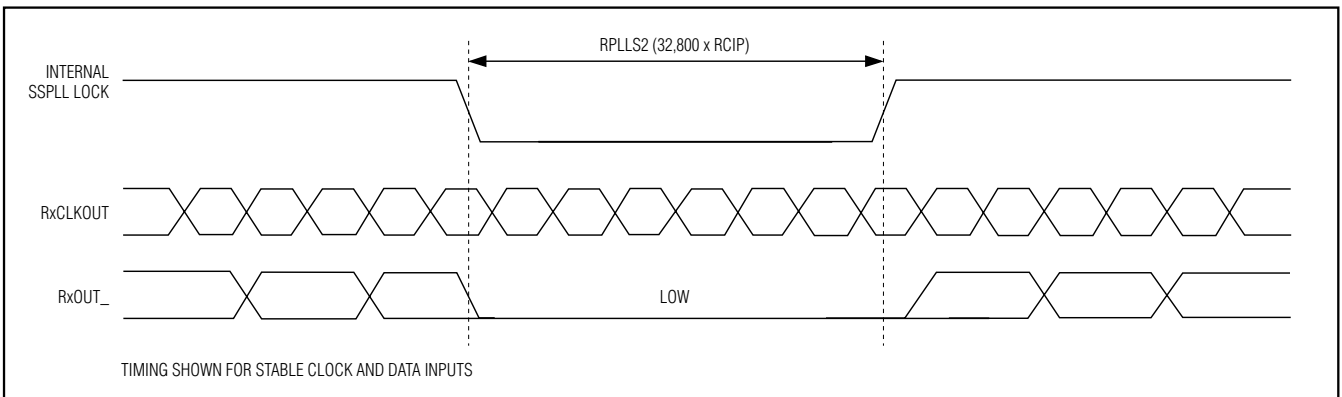 RPLLS2 (32,800 x RCIP)
INTERNAL
SSPLL LOCK
RxCLKOUT
RxOUT_
LOW
TIMING SHOWN FOR STABLE CLOCK AND DATA INPUTS